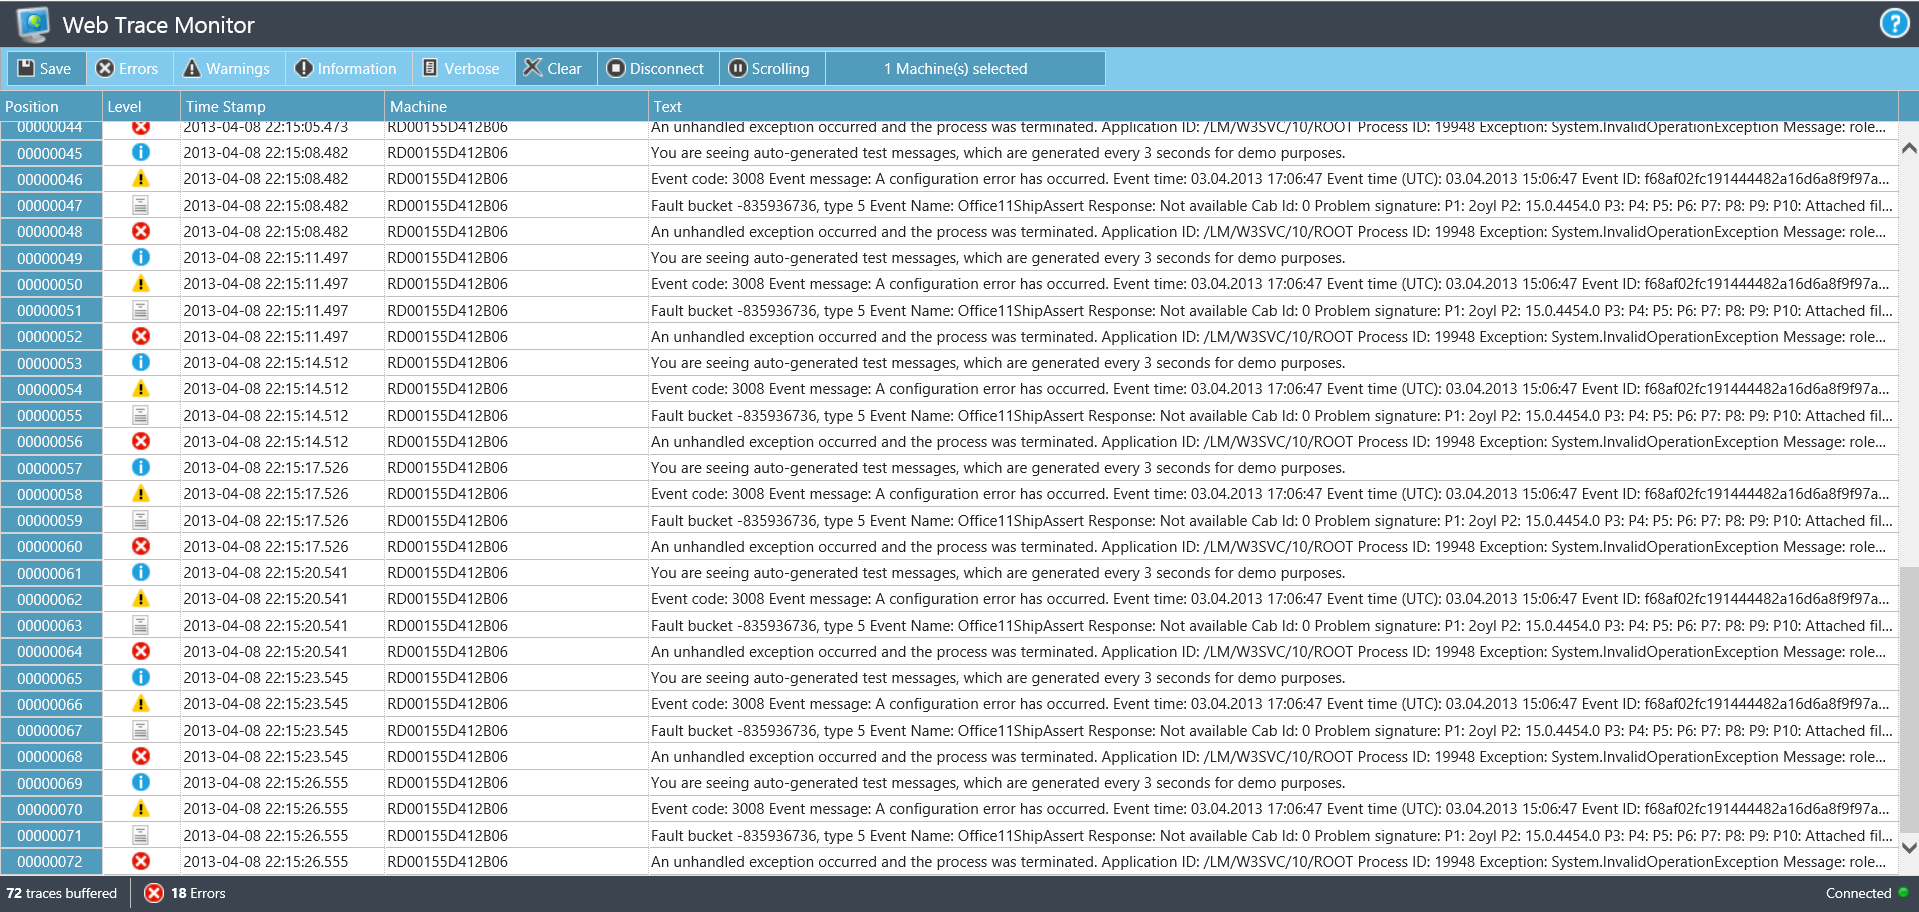 Web Trace Monitor
Save Errors Warnings Information Verbose Clear Disconnect Scrolling 1 Machine(s) selected
Position Level Time Stamp Machine Text
00000044 2013-04-08 22:15:05.473 RD00155D412B06 An unhandled exception occurred and the process was terminated. Application ID: /LM/W3SVC/10/ROOT Process ID: 19948 Exception: System.InvalidOperationException Message: role...
00000045 2013-04-08 22:15:08.482 RD00155D412B06 You are seeing auto-generated test messages, which are generated every 3 seconds for demo purposes.
00000046 2013-04-08 22:15:08.482 RD00155D412B06 Event code: 3008 Event message: A configuration error has occurred. Event time: 03.04.2013 17:06:47 Event time (UTC): 03.04.2013 15:06:47 Event ID: f68af02fc191444482a16d6a8f9f97a...
00000047 2013-04-08 22:15:08.482 RD00155D412B06 Fault bucket -835936736, type 5 Event Name: Office11ShipAssert Response: Not available Cab Id: 0 Problem signature: P1: 2oyl P2: 15.0.4454.0 P3: P4: P5: P6: P7: P8: P9: P10: Attached fil...
00000048 2013-04-08 22:15:08.482 RD00155D412B06 An unhandled exception occurred and the process was terminated. Application ID: /LM/W3SVC/10/ROOT Process ID: 19948 Exception: System.InvalidOperationException Message: role...
00000049 2013-04-08 22:15:11.497 RD00155D412B06 You are seeing auto-generated test messages, which are generated every 3 seconds for demo purposes.
00000050 2013-04-08 22:15:11.497 RD00155D412B06 Event code: 3008 Event message: A configuration error has occurred. Event time: 03.04.2013 17:06:47 Event time (UTC): 03.04.2013 15:06:47 Event ID: f68af02fc191444482a16d6a8f9f97a...
00000051 2013-04-08 22:15:11.497 RD00155D412B06 Fault bucket -835936736, type 5 Event Name: Office11ShipAssert Response: Not available Cab Id: 0 Problem signature: P1: 2oyl P2: 15.0.4454.0 P3: P4: P5: P6: P7: P8: P9: P10: Attached fil...
00000052 2013-04-08 22:15:11.497 RD00155D412B06 An unhandled exception occurred and the process was terminated. Application ID: /LM/W3SVC/10/ROOT Process ID: 19948 Exception: System.InvalidOperationException Message: role...
00000053 2013-04-08 22:15:14.512 RD00155D412B06 You are seeing auto-generated test messages, which are generated every 3 seconds for demo purposes.
00000054 2013-04-08 22:15:14.512 RD00155D412B06 Event code: 3008 Event message: A configuration error has occurred. Event time: 03.04.2013 17:06:47 Event time (UTC): 03.04.2013 15:06:47 Event ID: f68af02fc191444482a16d6a8f9f97a...
00000055 2013-04-08 22:15:14.512 RD00155D412B06 Fault bucket -835936736, type 5 Event Name: Office11ShipAssert Response: Not available Cab Id: 0 Problem signature: P1: 2oyl P2: 15.0.4454.0 P3: P4: P5: P6: P7: P8: P9: P10: Attached fil...
00000056 2013-04-08 22:15:14.512 RD00155D412B06 An unhandled exception occurred and the process was terminated. Application ID: /LM/W3SVC/10/ROOT Process ID: 19948 Exception: System.InvalidOperationException Message: role...
00000057 2013-04-08 22:15:17.526 RD00155D412B06 You are seeing auto-generated test messages, which are generated every 3 seconds for demo purposes.
00000058 2013-04-08 22:15:17.526 RD00155D412B06 Event code: 3008 Event message: A configuration error has occurred. Event time: 03.04.2013 17:06:47 Event time (UTC): 03.04.2013 15:06:47 Event ID: f68af02fc191444482a16d6a8f9f97a...
00000059 2013-04-08 22:15:17.526 RD00155D412B06 Fault bucket -835936736, type 5 Event Name: Office11ShipAssert Response: Not available Cab Id: 0 Problem signature: P1: 2oyl P2: 15.0.4454.0 P3: P4: P5: P6: P7: P8: P9: P10: Attached fil...
00000060 2013-04-08 22:15:17.526 RD00155D412B06 An unhandled exception occurred and the process was terminated. Application ID: /LM/W3SVC/10/ROOT Process ID: 19948 Exception: System.InvalidOperationException Message: role...
00000061 2013-04-08 22:15:20.541 RD00155D412B06 You are seeing auto-generated test messages, which are generated every 3 seconds for demo purposes.
00000062 2013-04-08 22:15:20.541 RD00155D412B06 Event code: 3008 Event message: A configuration error has occurred. Event time: 03.04.2013 17:06:47 Event time (UTC): 03.04.2013 15:06:47 Event ID: f68af02fc191444482a16d6a8f9f97a...
00000063 2013-04-08 22:15:20.541 RD00155D412B06 Fault bucket -835936736, type 5 Event Name: Office11ShipAssert Response: Not available Cab Id: 0 Problem signature: P1: 2oyl P2: 15.0.4454.0 P3: P4: P5: P6: P7: P8: P9: P10: Attached fil...
00000064 2013-04-08 22:15:20.541 RD00155D412B06 An unhandled exception occurred and the process was terminated. Application ID: /LM/W3SVC/10/ROOT Process ID: 19948 Exception: System.InvalidOperationException Message: role...
00000065 2013-04-08 22:15:23.545 RD00155D412B06 You are seeing auto-generated test messages, which are generated every 3 seconds for demo purposes.
00000066 2013-04-08 22:15:23.545 RD00155D412B06 Event code: 3008 Event message: A configuration error has occurred. Event time: 03.04.2013 17:06:47 Event time (UTC): 03.04.2013 15:06:47 Event ID: f68af02fc191444482a16d6a8f9f97a...
00000067 2013-04-08 22:15:23.545 RD00155D412B06 Fault bucket -835936736, type 5 Event Name: Office11ShipAssert Response: Not available Cab Id: 0 Problem signature: P1: 2oyl P2: 15.0.4454.0 P3: P4: P5: P6: P7: P8: P9: P10: Attached fil...
00000068 2013-04-08 22:15:23.545 RD00155D412B06 An unhandled exception occurred and the process was terminated. Application ID: /LM/W3SVC/10/ROOT Process ID: 19948 Exception: System.InvalidOperationException Message: role...
00000069 2013-04-08 22:15:26.555 RD00155D412B06 You are seeing auto-generated test messages, which are generated every 3 seconds for demo purposes.
00000070 2013-04-08 22:15:26.555 RD00155D412B06 Event code: 3008 Event message: A configuration error has occurred. Event time: 03.04.2013 17:06:47 Event time (UTC): 03.04.2013 15:06:47 Event ID: f68af02fc191444482a16d6a8f9f97a...
00000071 2013-04-08 22:15:26.555 RD00155D412B06 Fault bucket -835936736, type 5 Event Name: Office11ShipAssert Response: Not available Cab Id: 0 Problem signature: P1: 2oyl P2: 15.0.4454.0 P3: P4: P5: P6: P7: P8: P9: P10: Attached fil...
00000072 2013-04-08 22:15:26.555 RD00155D412B06 An unhandled exception occurred and the process was terminated. Application ID: /LM/W3SVC/10/ROOT Process ID: 19948 Exception: System.InvalidOperationException Message: role...
72 traces buffered 18 Errors Connected